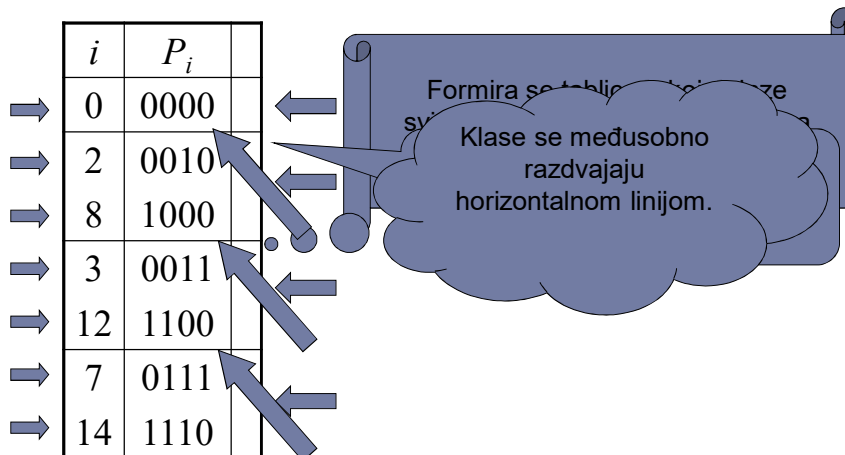 i P_i
0 0000
2 0010
8 1000
3 0011
12 1100
7 0111
14 1110
Formira se
Klase se međusobno
razdvajaju
horizontalnom linijom.